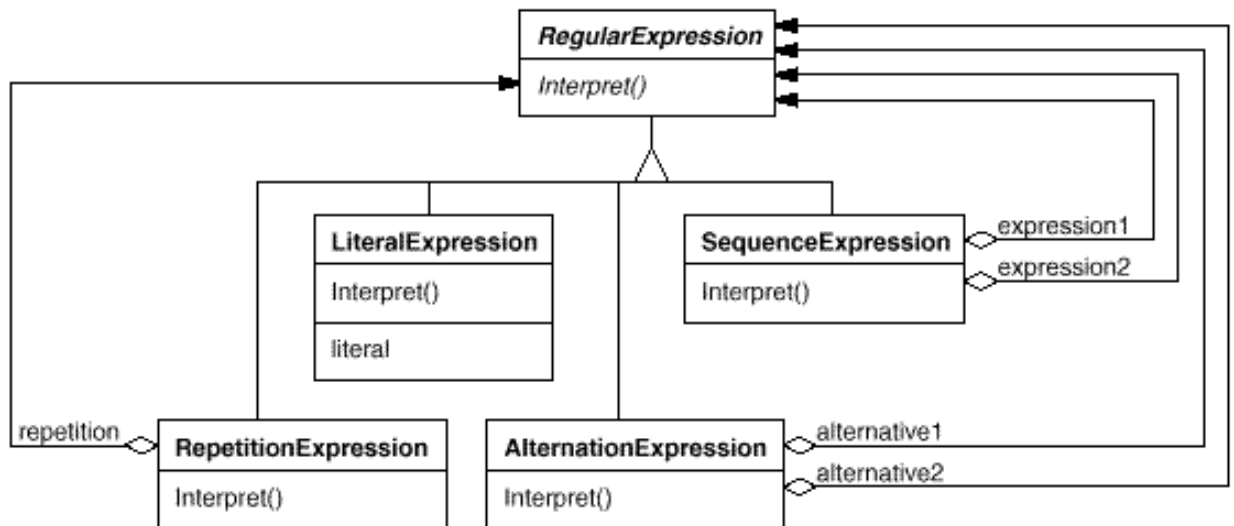 RegularExpression
Interpret()
LiteralExpression
Interpret()
literal
SequenceExpression
Interpret()
expression1
expression2
repetition
RepetitionExpression
Interpret()
AlternationExpression
Interpret()
alternative1
alternative2